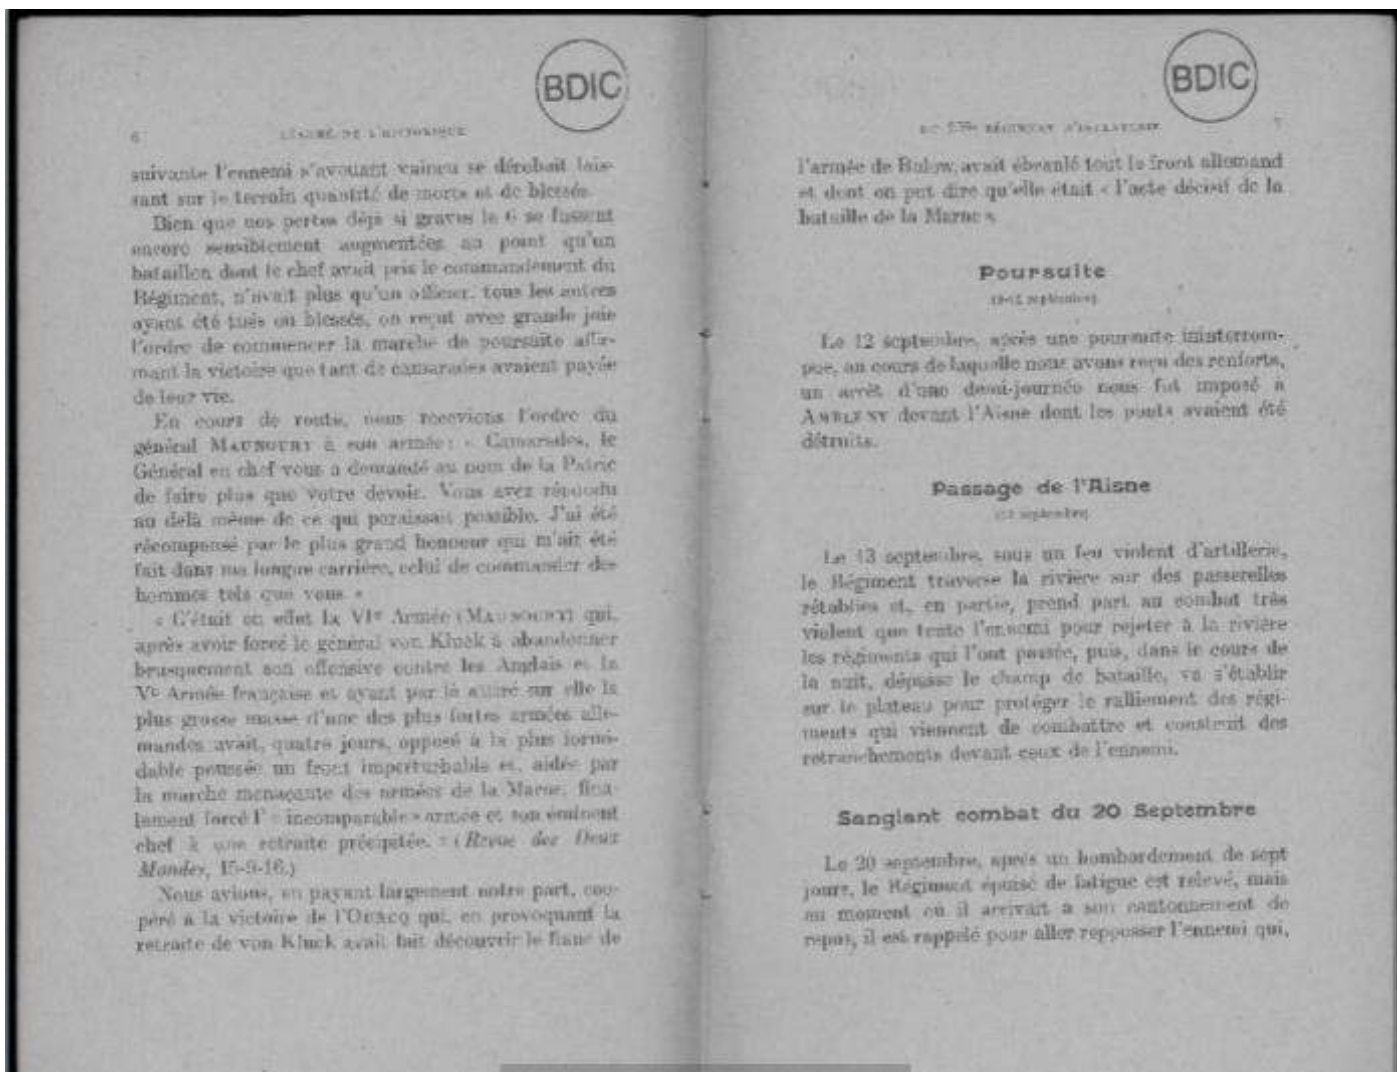 BDIC
6 RÉSUMÉ DE L'HISTORIQUE
suivante l'ennemi s'avouant vaincu se dérobait lais-
sant sur le terrain quantité de morts et de blessés.
Bien que nos pertes déjà si graves le 6 se fussent
encore sensiblement augmentées au point qu'un
bataillon dont le chef avait pris le commandement du
Régiment, n'avait plus qu'un officier, tous les autres
ayant été tués ou blessés, on reçut avec grande joie
l'ordre de commencer la marche de poursuite affir-
mant la victoire que tant de camarades avaient payée
de leur vie.
En cours de route, nous recevions l'ordre du
général MAUNOURY à son armée : « Camarades, le
Général en chef vous a demandé au nom de la Patrie
de faire plus que votre devoir. Vous avez répondu
au delà même de ce qui paraissait possible. J'ai été
récompensé par le plus grand honneur qui m'ait été
fait dans ma longue carrière, celui de commander des
hommes tels que vous. »
« C'était en effet la VIe Armée (MAUNOURY) qui,
après avoir forcé le général von Kluck à abandonner
brusquement son offensive contre les Anglais et la
Ve Armée française et ayant par là attiré sur elle la
plus grosse masse d'une des plus fortes armées alle-
mandes avait, quatre jours, opposé à la plus formi-
dable poussée un front imperturbable et, aidée par
la marche menaçante des armées de la Marne, fina-
lement forcé l' « incomparable » armée et son éminent
chef à une retraite précipitée. » (Revue des Deux
Mondes, 15-9-16.)
Nous avions, en payant largement notre part, coo-
péré à la victoire de l'OURCQ qui, en provoquant la
retraite de von Kluck avait fait découvrir le flanc de
BDIC
DU RÉGIMENT D'INFANTERIE 7
l'armée de Bulow, avait ébranlé tout le front allemand
et dont on put dire qu'elle était « l'acte décisif de la
bataille de la Marne ».
Poursuite
septembre)
Le 12 septembre, après une poursuite ininterrom-
pue, au cours de laquelle nous avons reçu des renforts,
un arrêt d'une demi-journée nous fut imposé à
AMBLENY devant l'Aisne dont les ponts avaient été
détruits.
Passage de l'Aisne
septembre)
Le 13 septembre, sous un feu violent d'artillerie,
le Régiment traverse la rivière sur des passerelles
rétablies et, en partie, prend part au combat très
violent que tente l'ennemi pour rejeter à la rivière
les régiments qui l'ont passée, puis, dans le cours de
la nuit, dépasse le champ de bataille, va s'établir
sur le plateau pour protéger le ralliement des régi-
ments qui viennent de combattre et construit des
retranchements devant ceux de l'ennemi.
Sanglant combat du 20 Septembre
Le 20 septembre, après un bombardement de sept
jours, le Régiment épuisé de fatigue est relevé, mais
au moment où il arrivait à son cantonnement de
repos, il est rappelé pour aller repousser l'ennemi qui,